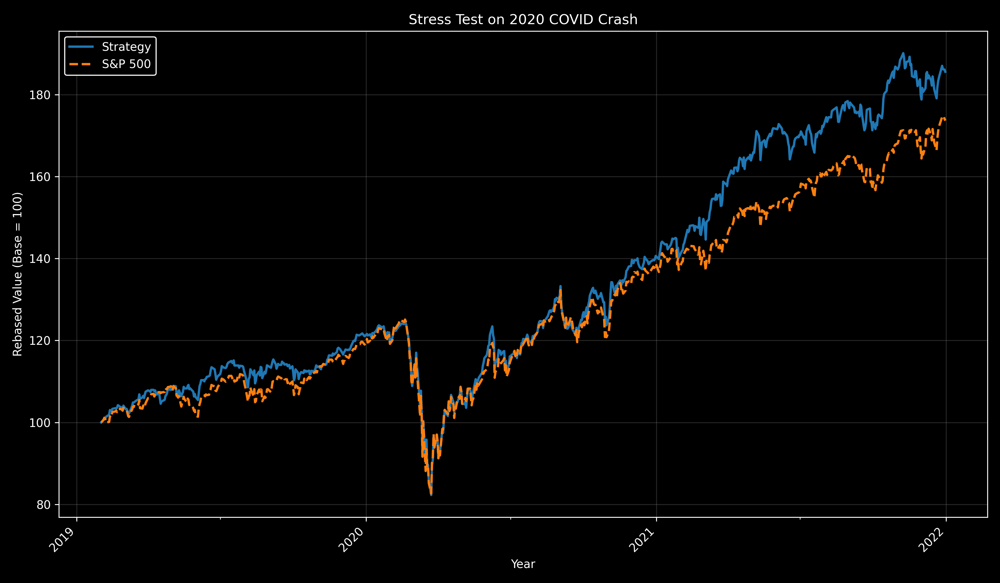 Stress Test on 2020 COVID Crash
Strategy
S&P 500
Rebased Value (Base = 100)
180
160
140
120
100
80
2019
2020
2021
2022
Year